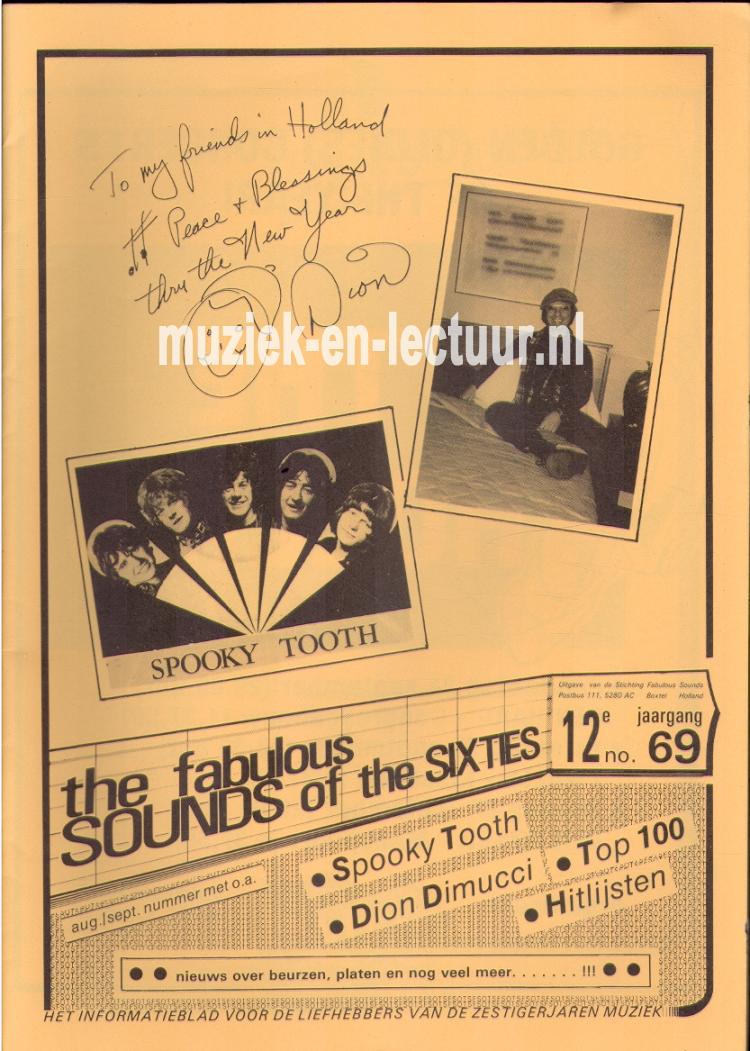 To my friends in Holland
Peace + Blessings
thru the New Year
Dion
muziek-en-lectuur.nl
SPOOKY TOOTH
Uitgave van de Stichting Fabulous Sounds
Postbus 111, 5280 AC Boxtel Holland
12e jaargang
no. 69
the fabulous
SOUNDS of the SIXTIES
aug.|sept. nummer met o.a.
• Spooky Tooth
• Dion Dimucci
• Top 100
• Hitlijsten
• • nieuws over beurzen, platen en nog veel meer. . . . . . . !!! • •
HET INFORMATIEBLAD VOOR DE LIEFHEBBERS VAN DE ZESTIGERJAREN MUZIEK